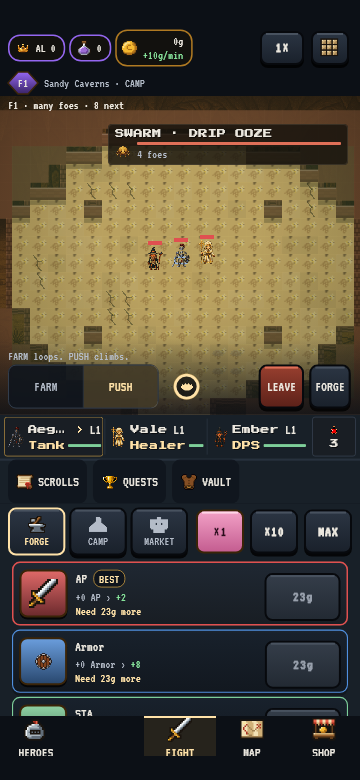 AL 0
0
0g
+10g/min
1X
F1
Sandy Caverns · CAMP
F1 · many foes · 8 next
SWARM · DRIP OOZE
4 foes
FARM loops. PUSH climbs.
FARM
PUSH
LEAVE
FORGE
Aeg… > L1
Tank
Vale L1
Healer
Ember L1
DPS
3
SCROLLS
QUESTS
VAULT
FORGE
CAMP
MARKET
X1
X10
MAX
AP BEST
+0 AP > +2
Need 23g more
23g
Armor
+0 Armor > +8
Need 23g more
23g
STA
HEROES
FIGHT
MAP
SHOP